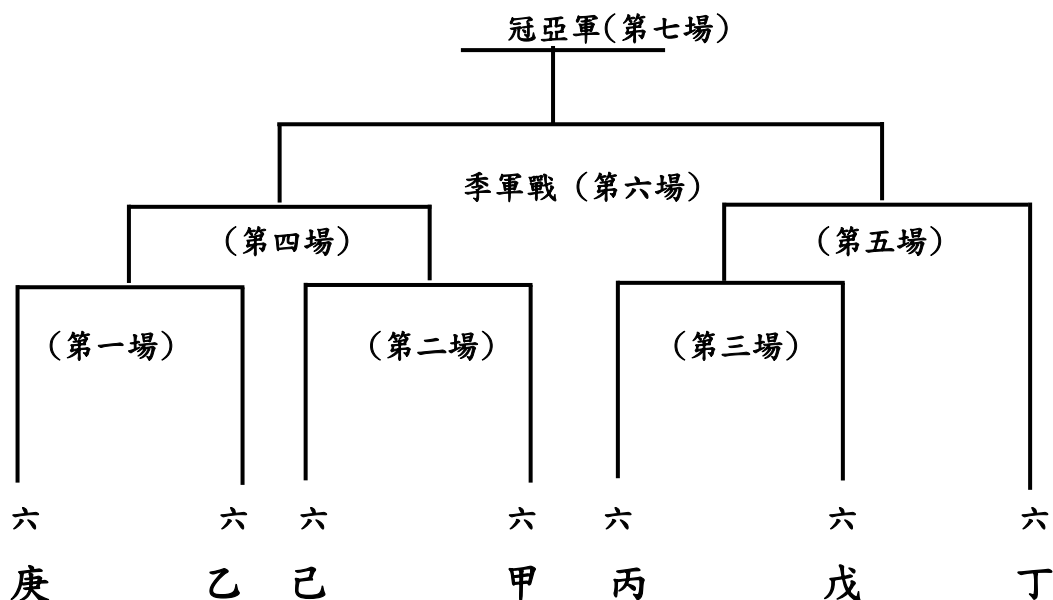 冠亞軍(第七場)
季軍戰（第六場）
（第四場）
（第五場）
（第一場）
（第二場）
（第三場）
六 六 六 六 六 六 六
庚 乙 己 甲 丙 戊 丁